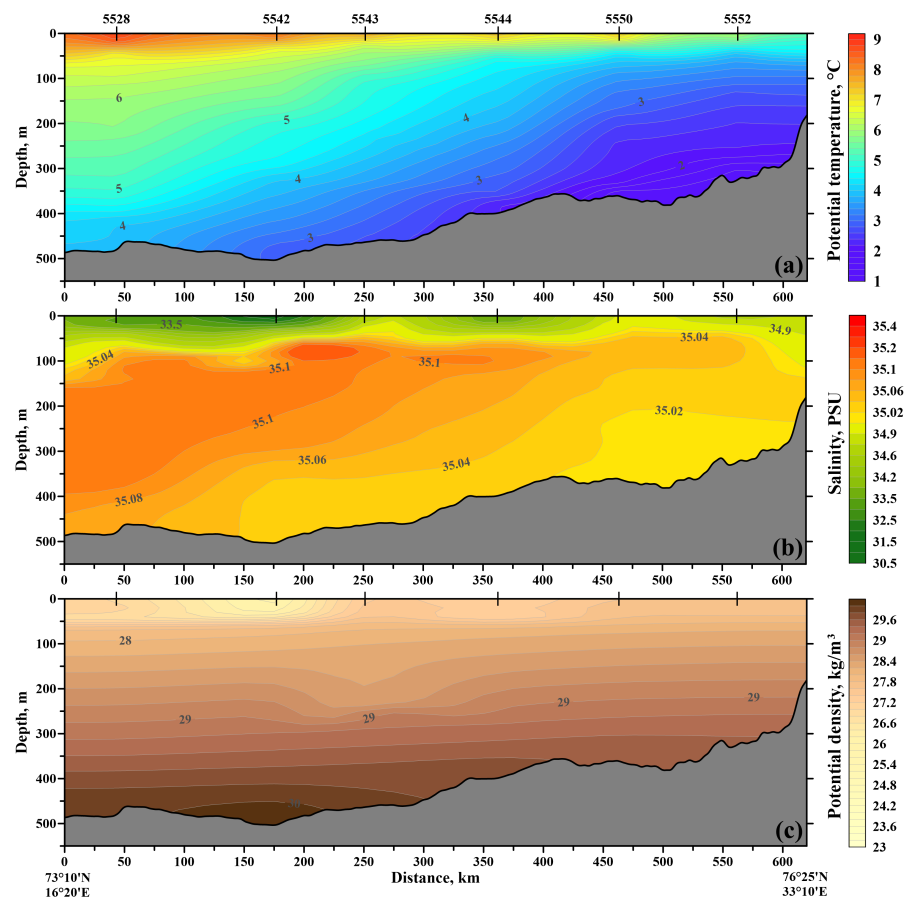 5528 5542 5543 5544 5550 5552
0 100 200 300 400 500
Depth, m
6 5 5 4 4 4 3 3 3 3 2
(a)
9 8 7 6 5 4 3 2 1
Potential temperature, °C
0 50 100 150 200 250 300 350 400 450 500 550 600
0 100 200 300 400 500
Depth, m
33.5 35.04 35.1 35.1 35.04 34.9
35.1 35.02
35.06 35.04
35.08
(b)
35.4 35.2 35.1 35.06 35.02 34.9 34.6 34.2 33.5 32.5 31.5 30.5
Salinity, PSU
0 50 100 150 200 250 300 350 400 450 500 550 600
0 100 200 300 400 500
Depth, m
28
29 29 29 29
30
(c)
29.6 29 28.4 27.8 27.2 26.6 26 25.4 24.8 24.2 23.6 23
Potential density, kg/m³
0 50 100 150 200 250 300 350 400 450 500 550 600
Distance, km
73°10'N
16°20'E
76°25'N
33°10'E